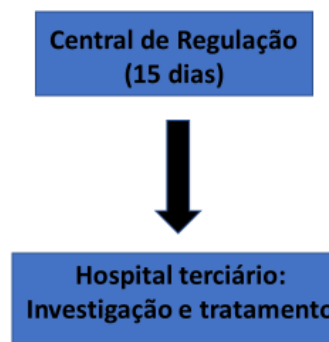 Central de Regulação
(15 dias)
Hospital terciário:
Investigação e tratamento